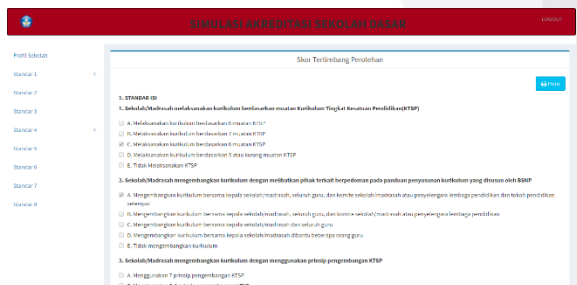 SIMULASI AKREDITASI SEKOLAH DASAR
LOGOUT
Profil Sekolah
Standar 1
Standar 2
Standar 3
Standar 4
Standar 5
Standar 6
Standar 7
Standar 8
Skor Tertimbang Perolehan
Print
1. STANDAR ISI
1. Sekolah/Madrasah melaksanakan kurikulum berdasarkan muatan Kurikulum Tingkat Kesatuan Pendidikan(KTSP)
A. Melaksanakan kurikulum berdasarkan 8 muatan KTSP
B. Melaksanakan kurikulum berdasarkan 7 muatan KTSP
C. Melaksanakan kurikulum berdasarkan 6 muatan KTSP
D. Melaksanakan kurikulum berdasarkan 5 atau kurang muatan KTSP
E. Tidak Melaksanakan KTSP
2. Sekolah/Madrasah mengembangkan kurikulum dengan melibatkan pihak terkait berpedoman pada panduan penyusunan kurikulum yang disusun oleh BSNP
A. Mengembangkan kurikulum bersama kepala sekolah/madrasah, seluruh guru, dan komite sekolah/madrasah atau penyelengara lembaga pendidikan dan tokoh pendidikan
setempat
B. Mengembangkan kurikulum bersama kepala sekolah/madrasah, seluruh guru, dan komite sekolah/madrasah atau penyelengara lembaga pendidikan
C. Mengembangkan kurikulum bersama kepala sekolah/madrasah dan seluruh guru
D. Mengembangkan kurikulum bersama kepala sekolah/madrasah dibantu beberapa orang guru
E. Tidak mengembangkan kurikulum
3. Sekolah/Madrasah mengembangkan kurikulum dengan menggunakan prinsip pengembangan KTSP
A. Menggunakan 7 prinsip pengembangan KTSP